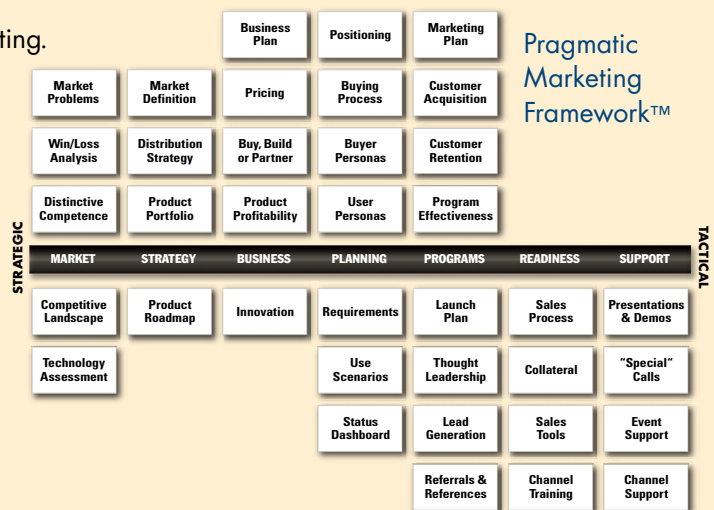 ting.
Pragmatic
Marketing
Framework™
Business
Plan
Positioning
Marketing
Plan
Market
Problems
Market
Definition
Pricing
Buying
Process
Customer
Acquisition
Win/Loss
Analysis
Distribution
Strategy
Buy, Build
or Partner
Buyer
Personas
Customer
Retention
Distinctive
Competence
Product
Portfolio
Product
Profitability
User
Personas
Program
Effectiveness
STRATEGIC
MARKET
STRATEGY
BUSINESS
PLANNING
PROGRAMS
READINESS
SUPPORT
TACTICAL
Competitive
Landscape
Product
Roadmap
Innovation
Requirements
Launch
Plan
Sales
Process
Presentations
& Demos
Technology
Assessment
Use
Scenarios
Thought
Leadership
Collateral
"Special"
Calls
Status
Dashboard
Lead
Generation
Sales
Tools
Event
Support
Referrals &
References
Channel
Training
Channel
Support